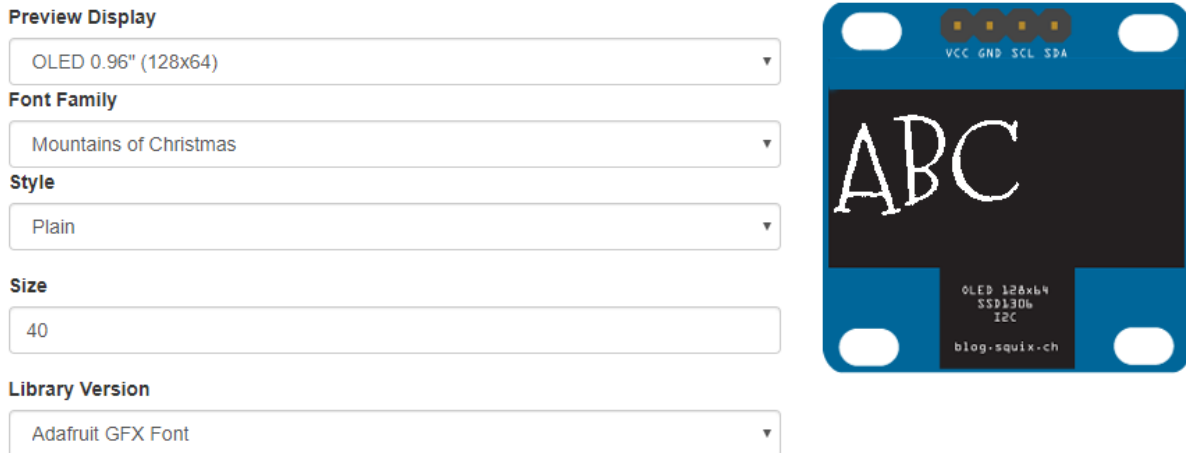 Preview Display
OLED 0.96" (128x64)
Font Family
Mountains of Christmas
Style
Plain
Size
40
Library Version
Adafruit GFX Font
VCC GND SCL SDA
ABC
OLED 128x64
SSD1306
I2C
blog.squix.ch